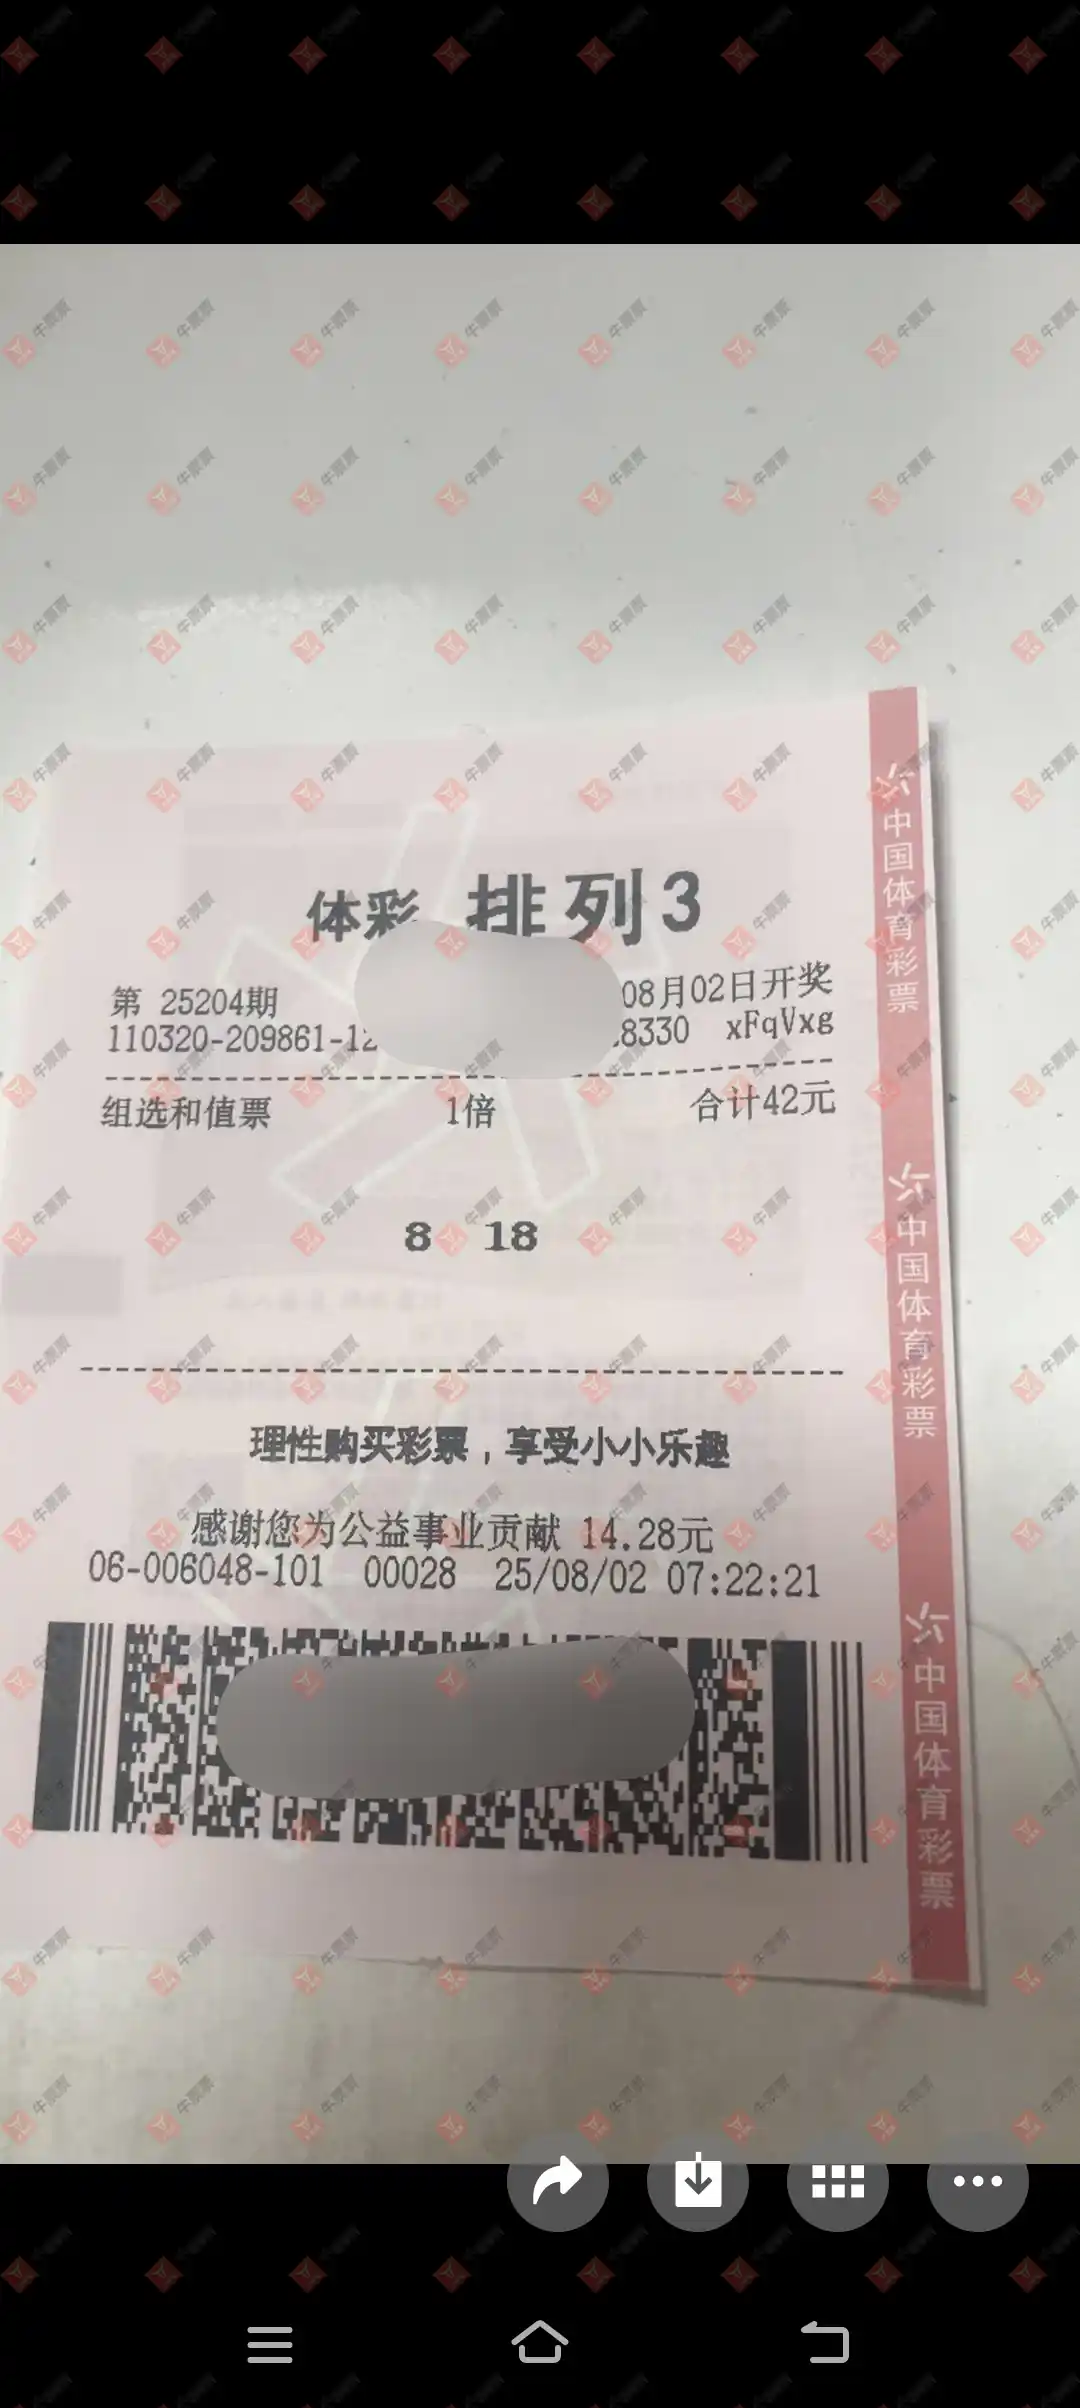 体彩 排列3
第 25204期 08月02日开奖
110320-209861-12 8330 xFqVxg
组选和值票 1倍 合计42元
8 18
理性购买彩票，享受小小乐趣
感谢您为公益事业贡献 14.28元
06-006048-101 00028 25/08/02 07:22:21
中国体育彩票
中国体育彩票
中国体育彩票
牛票票